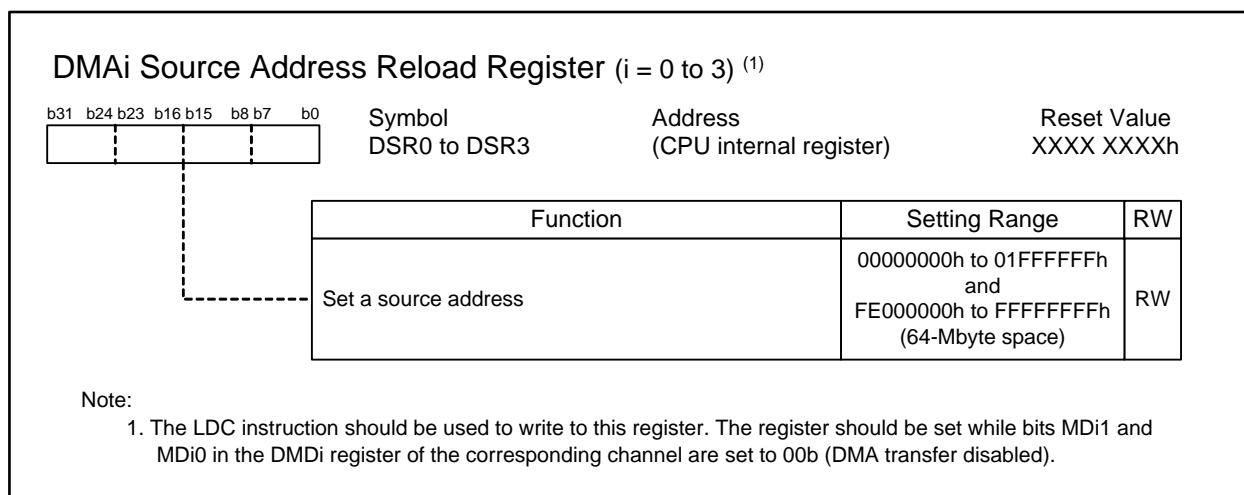 DMAi Source Address Reload Register (i = 0 to 3) (1)
b31 b24 b23 b16 b15 b8 b7 b0
Symbol Address Reset Value
DSR0 to DSR3 (CPU internal register) XXXX XXXXh
Function Setting Range RW
Set a source address
00000000h to 01FFFFFFh
and
FE000000h to FFFFFFFFh
(64-Mbyte space)
RW
Note:
1. The LDC instruction should be used to write to this register. The register should be set while bits MDi1 and
MDi0 in the DMDi register of the corresponding channel are set to 00b (DMA transfer disabled).